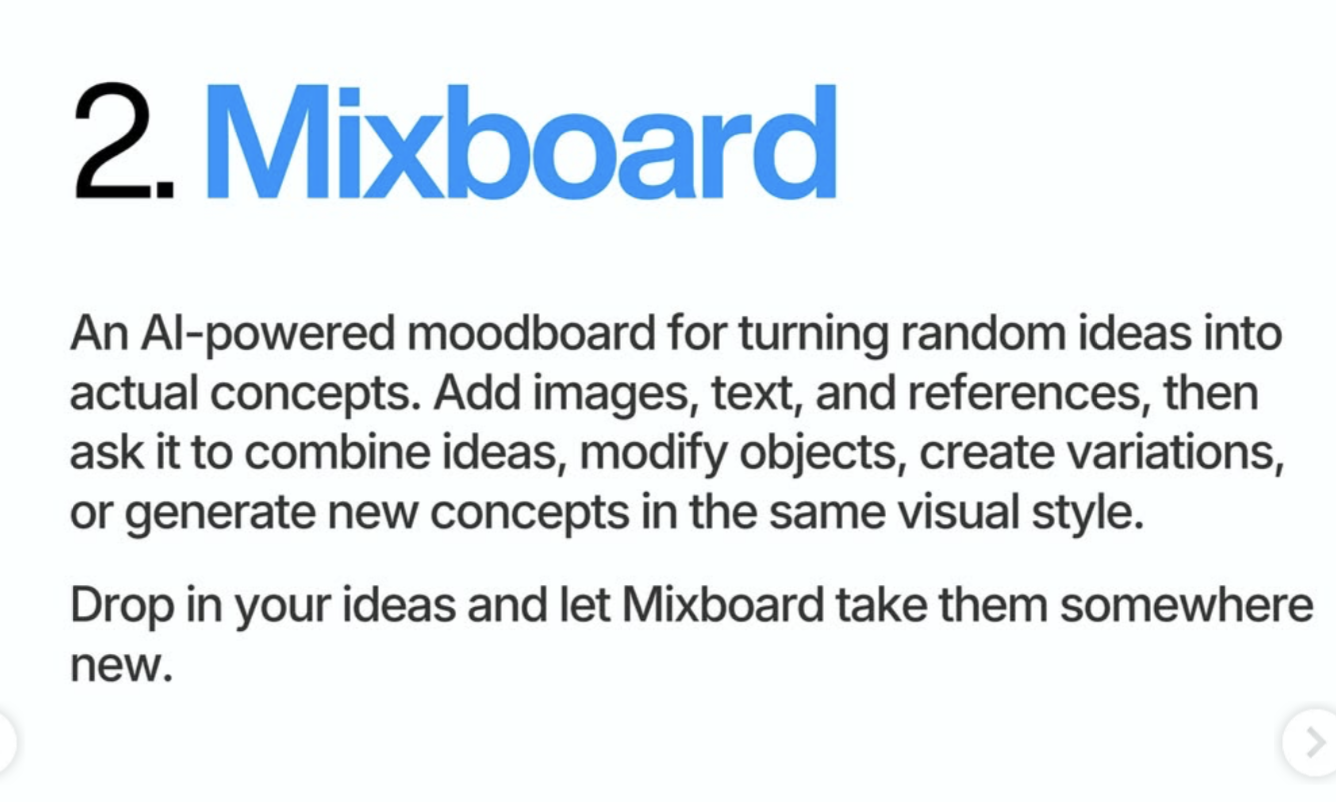 2. Mixboard
An AI-powered moodboard for turning random ideas into
actual concepts. Add images, text, and references, then
ask it to combine ideas, modify objects, create variations,
or generate new concepts in the same visual style.
Drop in your ideas and let Mixboard take them somewhere
new.